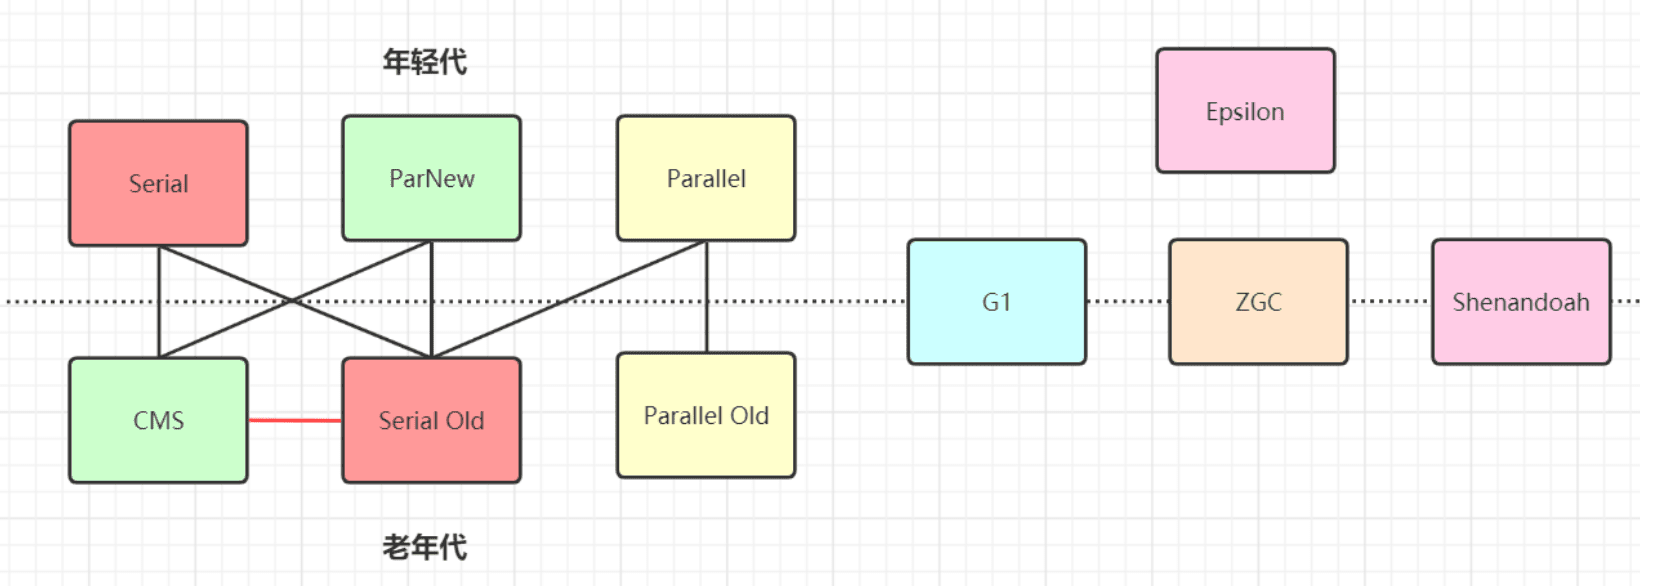 年轻代
Epsilon
Serial
ParNew
Parallel
G1
ZGC
Shenandoah
CMS
Serial Old
Parallel Old
老年代